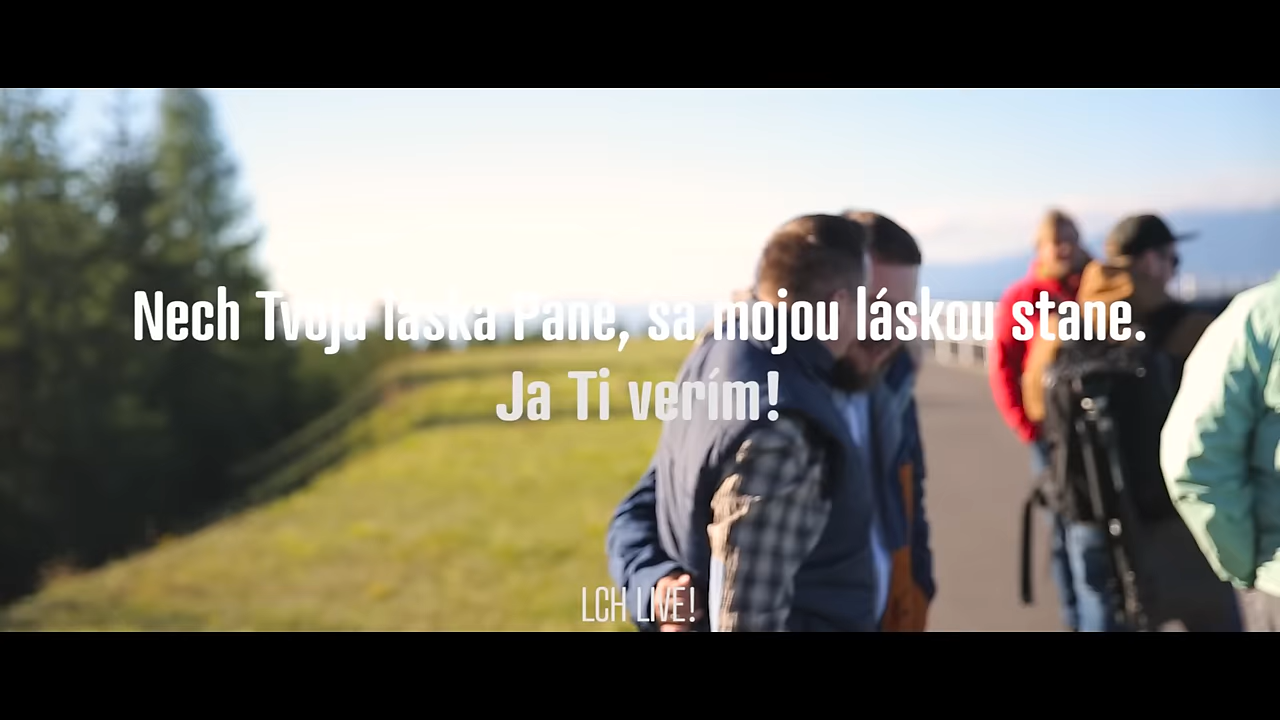 Nech Tvoja láska Pane, sa mojou láskou stane.
Ja Ti verím!
LCH LIVE!